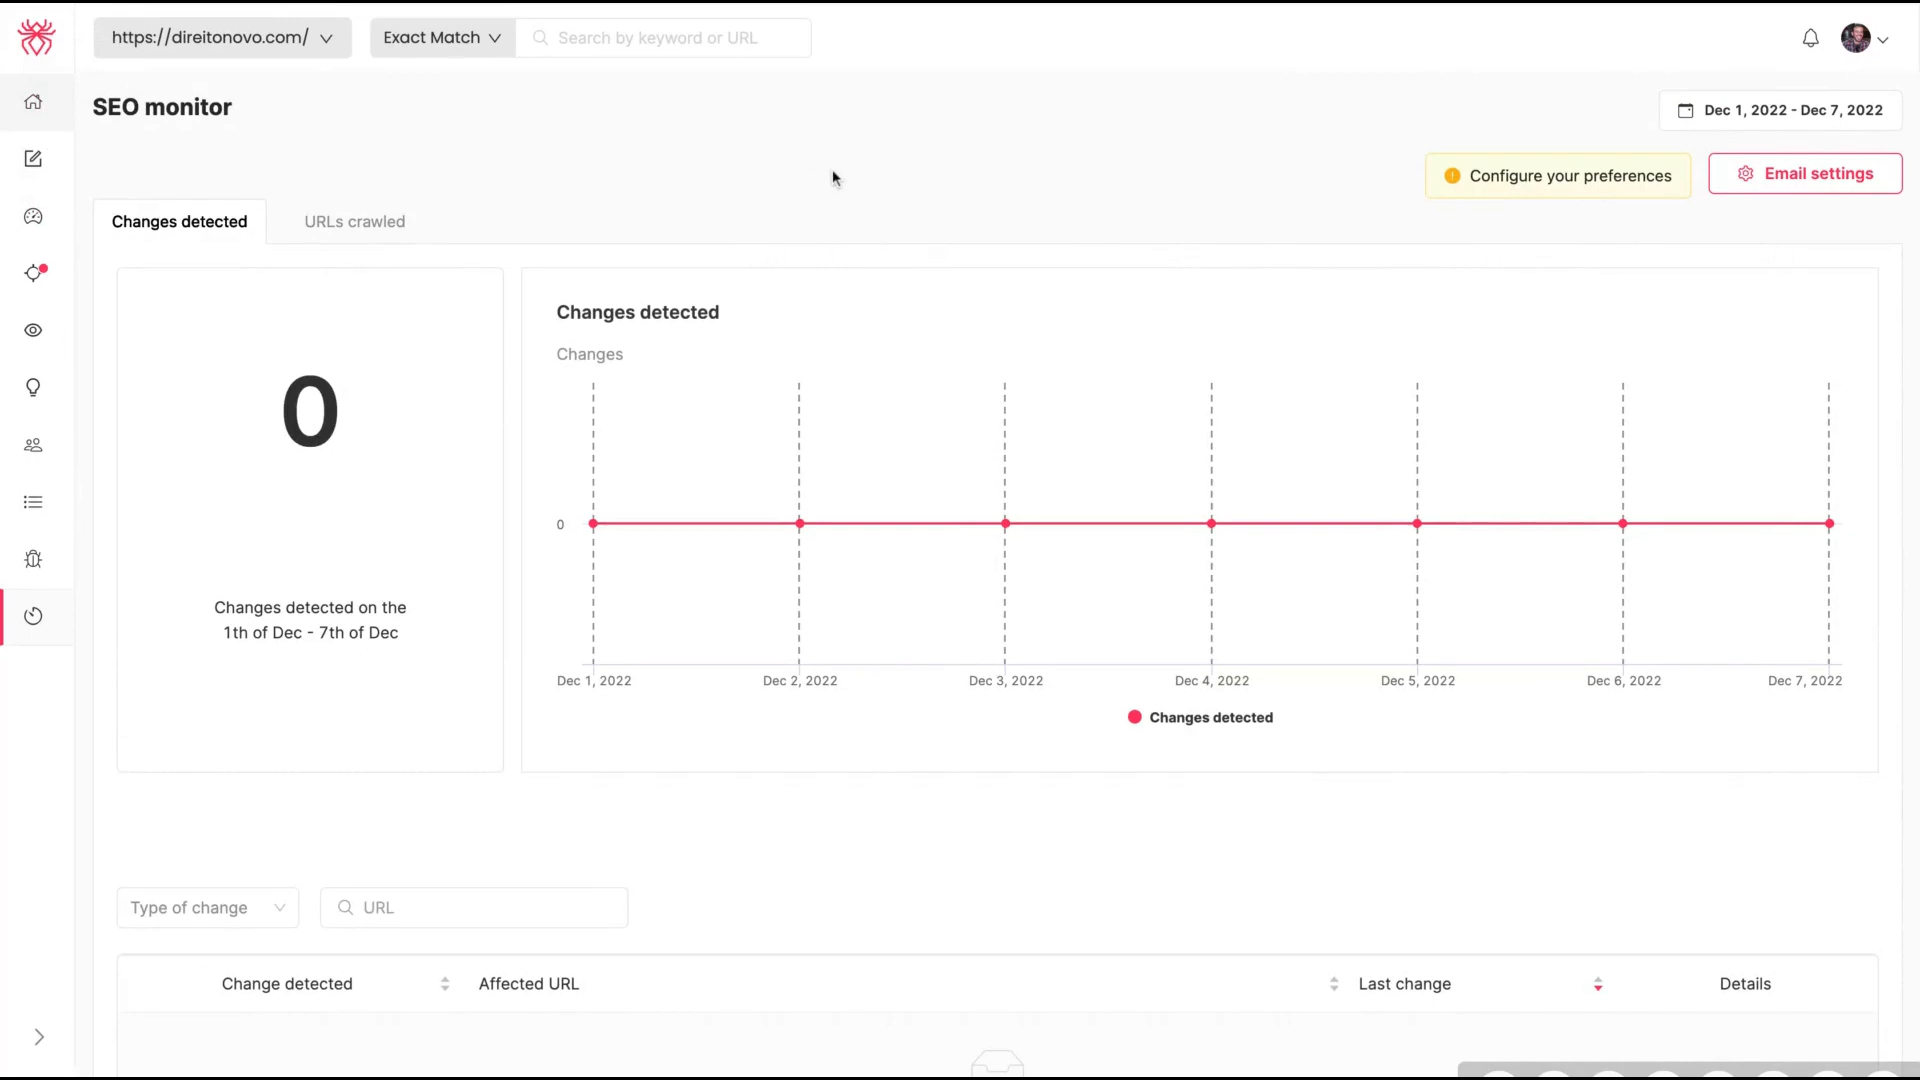 https://direitonovo.com/
Exact Match
Search by keyword or URL
SEO monitor
Dec 1, 2022 - Dec 7, 2022
Configure your preferences
Email settings
Changes detected
URLs crawled
0
Changes detected on the
1th of Dec - 7th of Dec
Changes detected
Changes
0
Dec 1, 2022
Dec 2, 2022
Dec 3, 2022
Dec 4, 2022
Dec 5, 2022
Dec 6, 2022
Dec 7, 2022
Changes detected
Type of change
URL
Change detected
Affected URL
Last change
Details